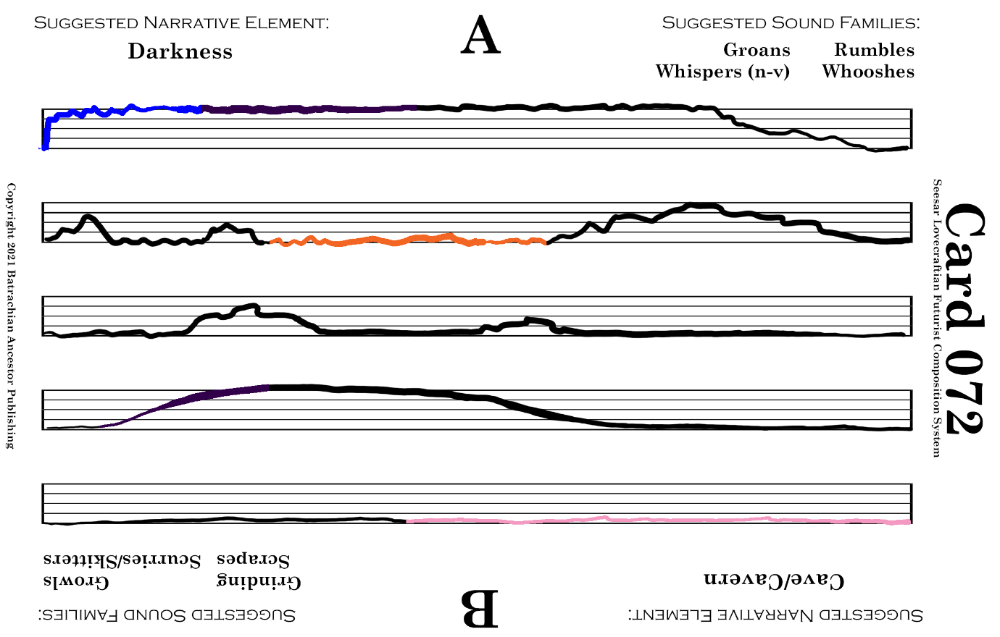 Suggested Narrative Element:
Darkness
A
Suggested Sound Families:
Groans Rumbles
Whispers (n-v) Whooshes
Copyright 2021 Batrachian Ancestor Publishing
Seesar Lovecraftian Futurist Composition System
Card 072
B
Suggested Narrative Element:
Cave/Cavern
Suggested Sound Families:
Grinding Growls
Scrapes Scurries/Skitters